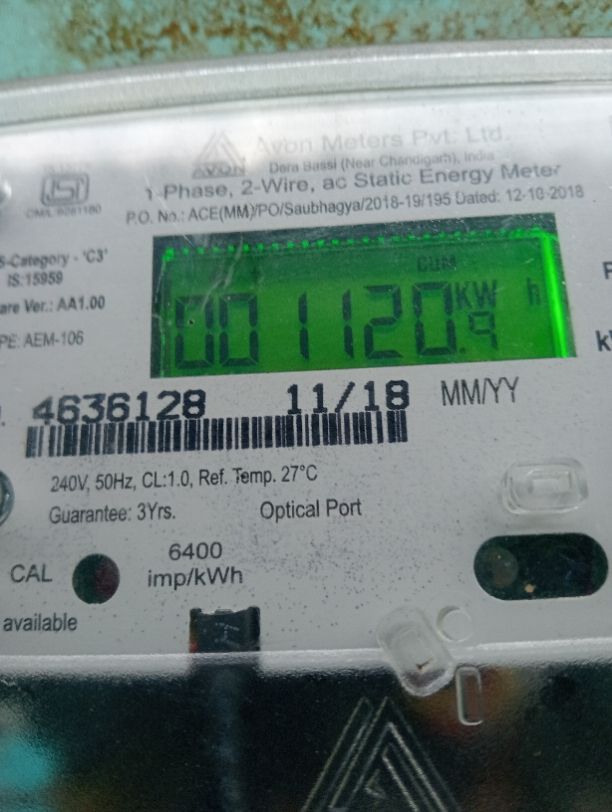 Avon Meters Pvt. Ltd.
AVON
Dera Bassi (Near Chandigarh), India
ISI
1-Phase, 2-Wire, ac Static Energy Meter
P.O. No.: ACE(MM)/PO/Saubhagya/2018-19/195 Dated: 12-10-2018
-Category - 'C3'
IS:15959
are Ver.: AA1.00
PE: AEM-106
CUM
001120.9 KW h
4636128 11/18 MM/YY
240V, 50Hz, CL:1.0, Ref. Temp. 27°C
Guarantee: 3Yrs. Optical Port
CAL
6400
imp/kWh
available